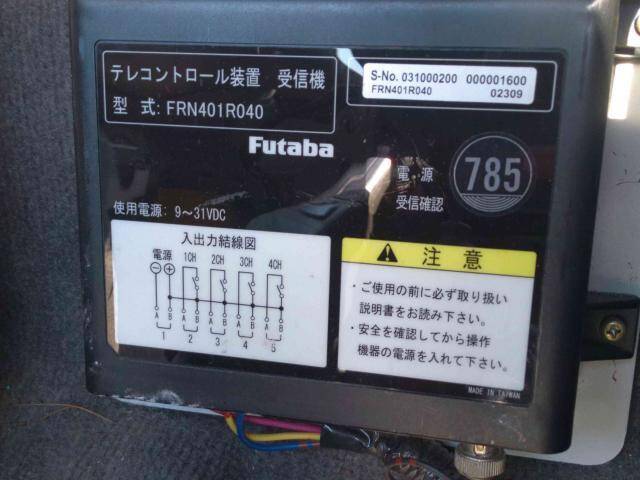 テレコントロール装置 受信機
型 式: FRN401R040
S-No. 031000200 000001600
FRN401R040 02309
Futaba
電 源
785
受信確認
使用電源: 9～31VDC
入出力結線図
電源 1CH 2CH 3CH 4CH
⊖ ⊕
A B A B A B A B A B
1 2 3 4 5
注 意
・ご使用の前に必ず取り扱い
説明書をお読み下さい。
・安全を確認してから操作
機器の電源を入れて下さい。
MADE IN TAIWAN